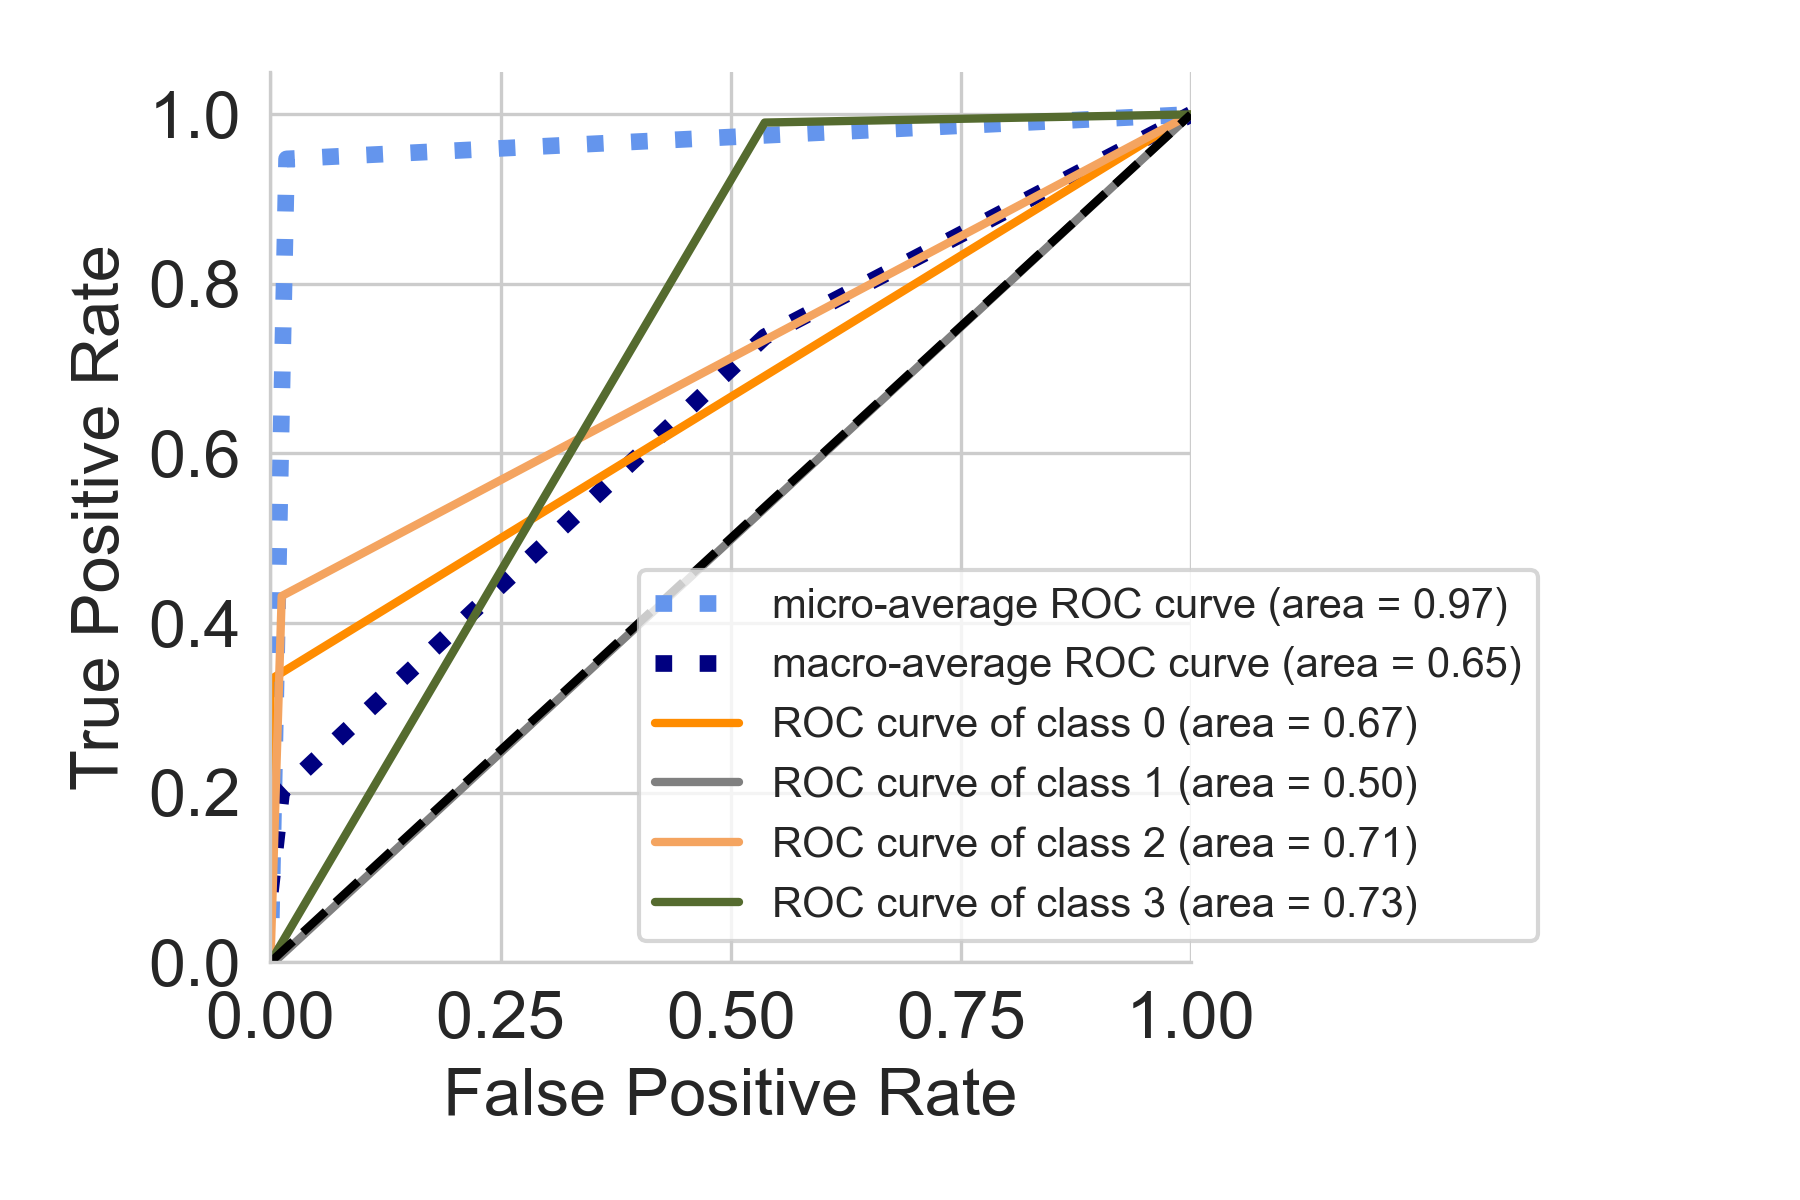 True Positive Rate
1.0
0.8
0.6
0.4
0.2
0.0
0.00 0.25 0.50 0.75 1.00
False Positive Rate
micro-average ROC curve (area = 0.97)
macro-average ROC curve (area = 0.65)
ROC curve of class 0 (area = 0.67)
ROC curve of class 1 (area = 0.50)
ROC curve of class 2 (area = 0.71)
ROC curve of class 3 (area = 0.73)